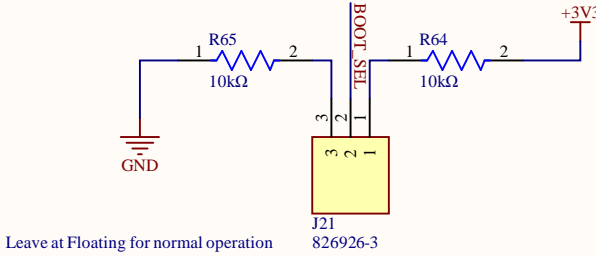 +3V3
BOOT_SEL
R65
R64
1
2
1
2
10kΩ
10kΩ
3
2
1
3
2
1
GND
J21
Leave at Floating for normal operation
826926-3